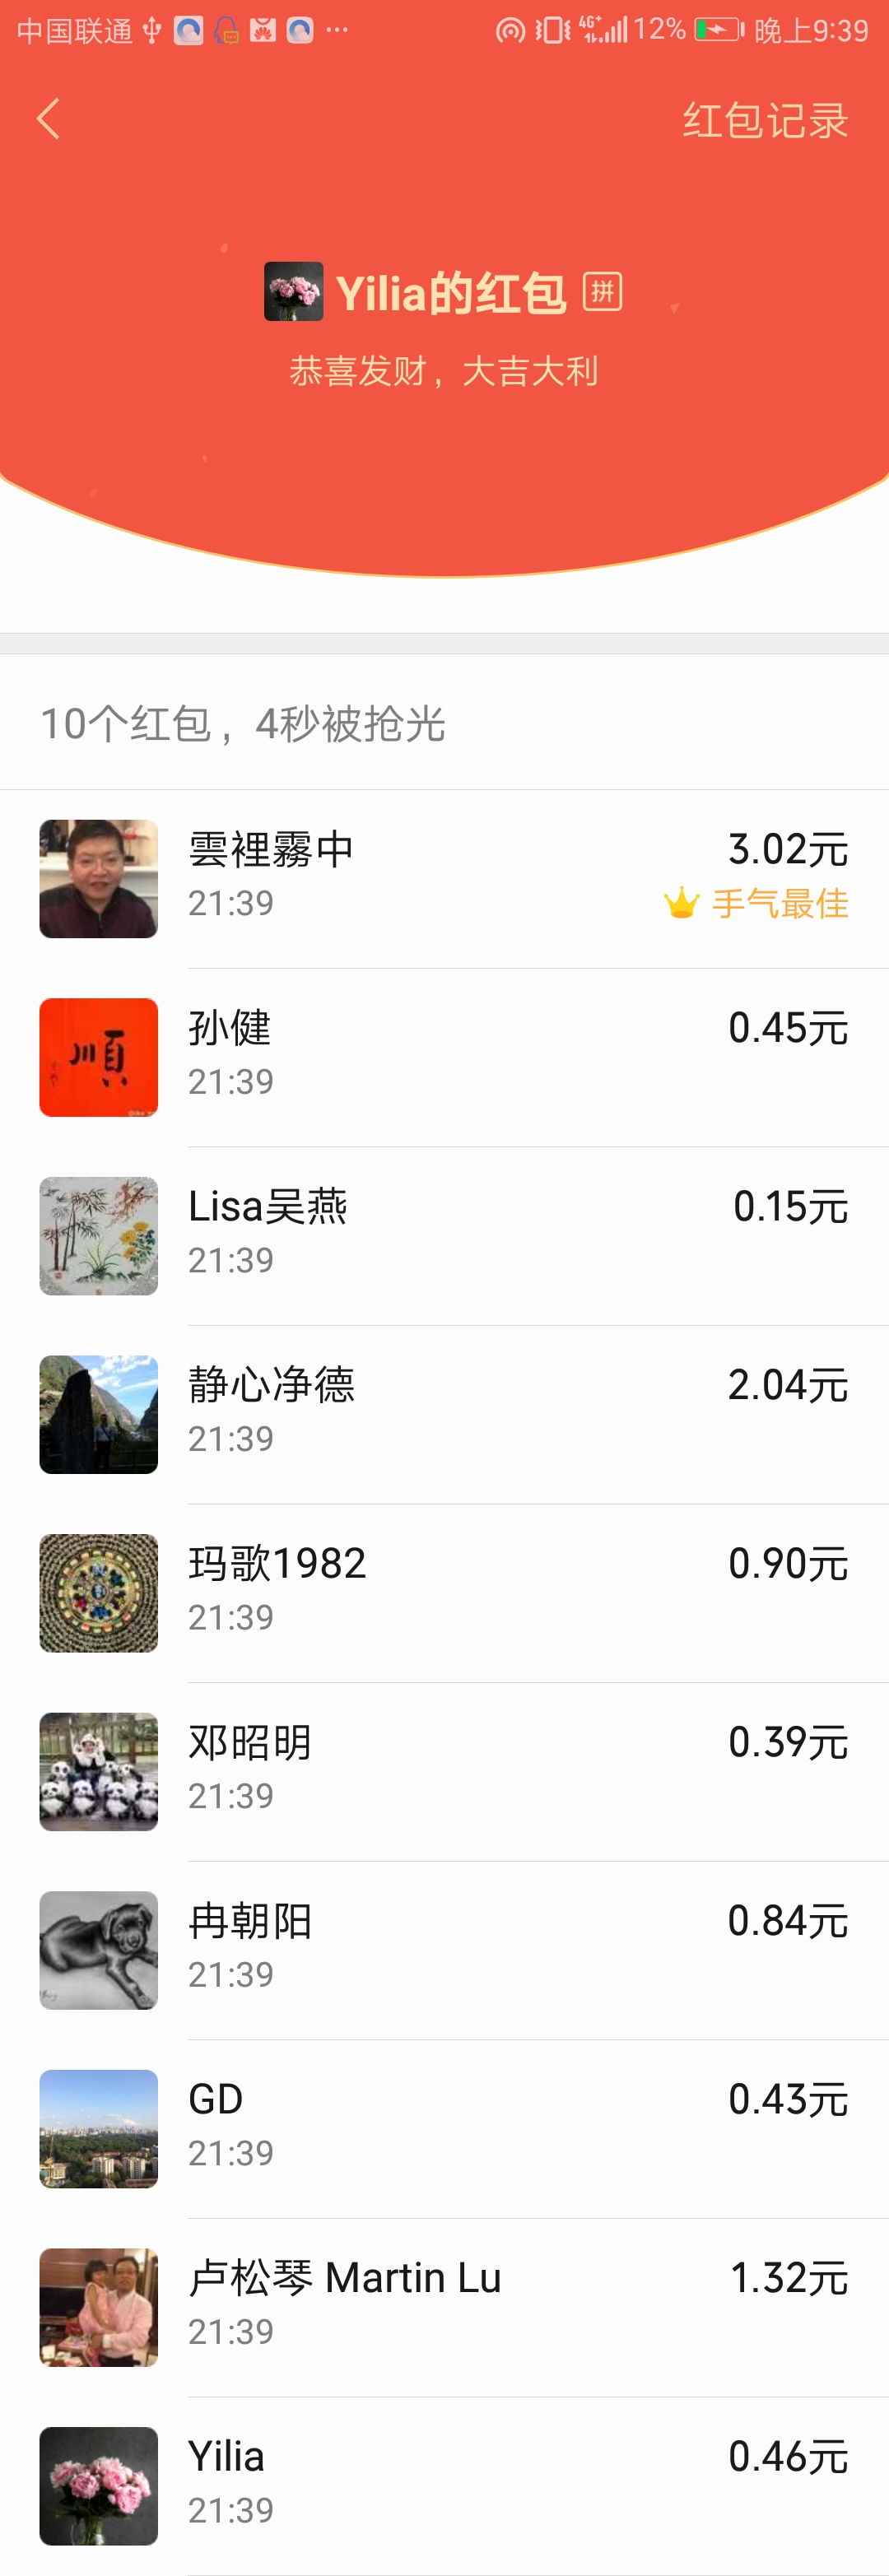 中国联通 ··· 4G+ 12% 晚上9:39
红包记录
Yilia的红包 拼
恭喜发财，大吉大利
10个红包，4秒被抢光
雲裡霧中 3.02元
21:39 手气最佳
順
孙健 0.45元
21:39
Lisa吴燕 0.15元
21:39
静心净德 2.04元
21:39
玛歌1982 0.90元
21:39
邓昭明 0.39元
21:39
冉朝阳 0.84元
21:39
GD 0.43元
21:39
卢松琴 Martin Lu 1.32元
21:39
Yilia 0.46元
21:39